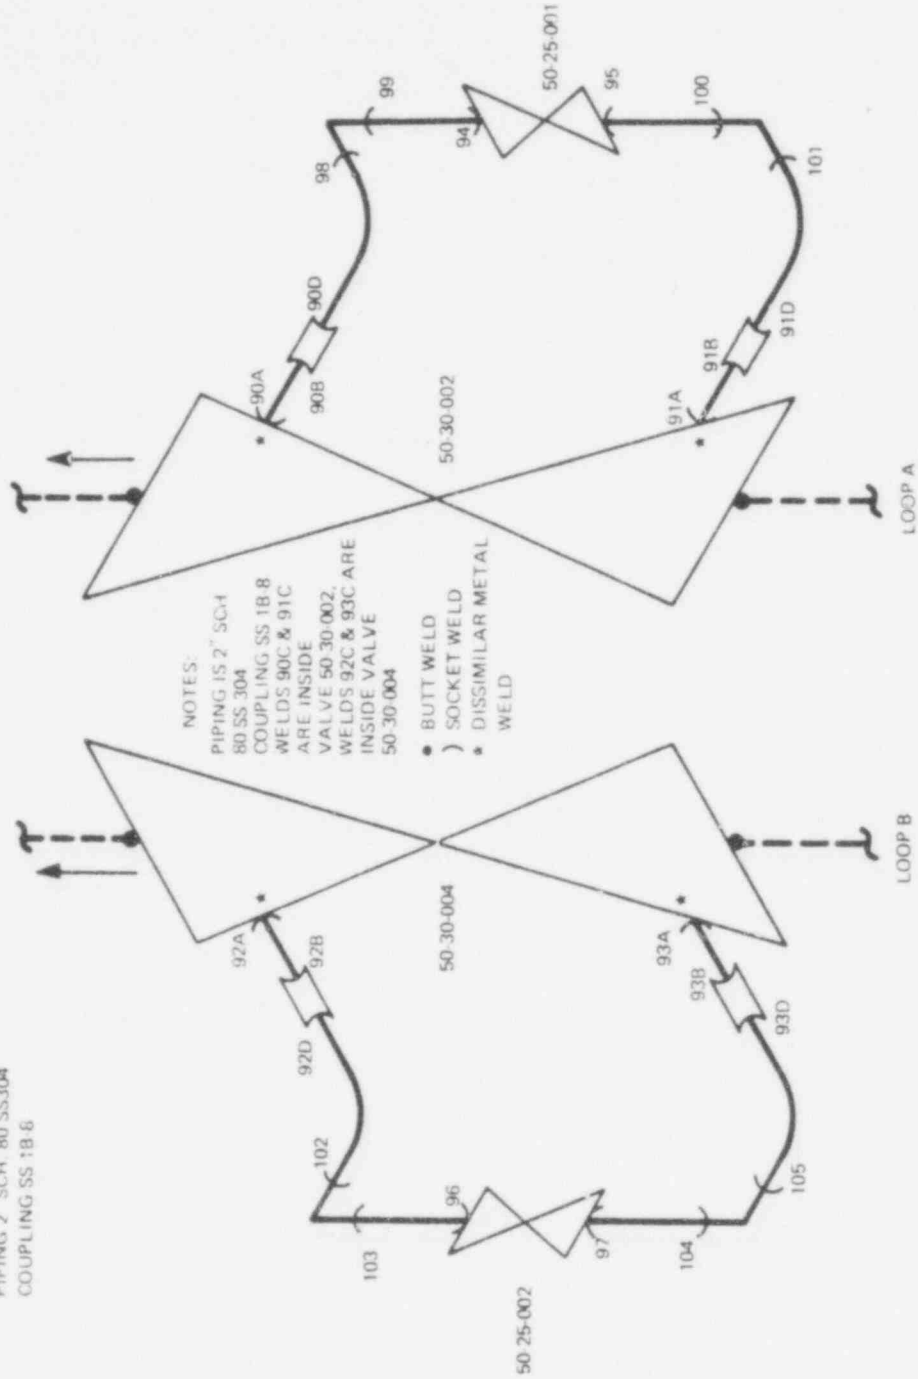 PIPING 2" SCH. 80 SS304
COUPLING SS 18-8
NOTES:
PIPING IS 2" SCH
80 SS 304
COUPLING SS 18-8
WELDS 90C & 91C
ARE INSIDE
VALVE 50-30-002,
WELDS 92C & 93C ARE
INSIDE VALVE
50-30-004
● BUTT WELD
) SOCKET WELD
* DISSIMILAR METAL
WELD
92A
92B
92D
102
103
96
50-25-002
97
104
105
93D
93B
93A
*
*
50-30-004
LOOP B
90A
90B
90D
98
99
94
50-25-001
95
100
101
91D
91B
91A
*
*
50-30-002
LOOP A